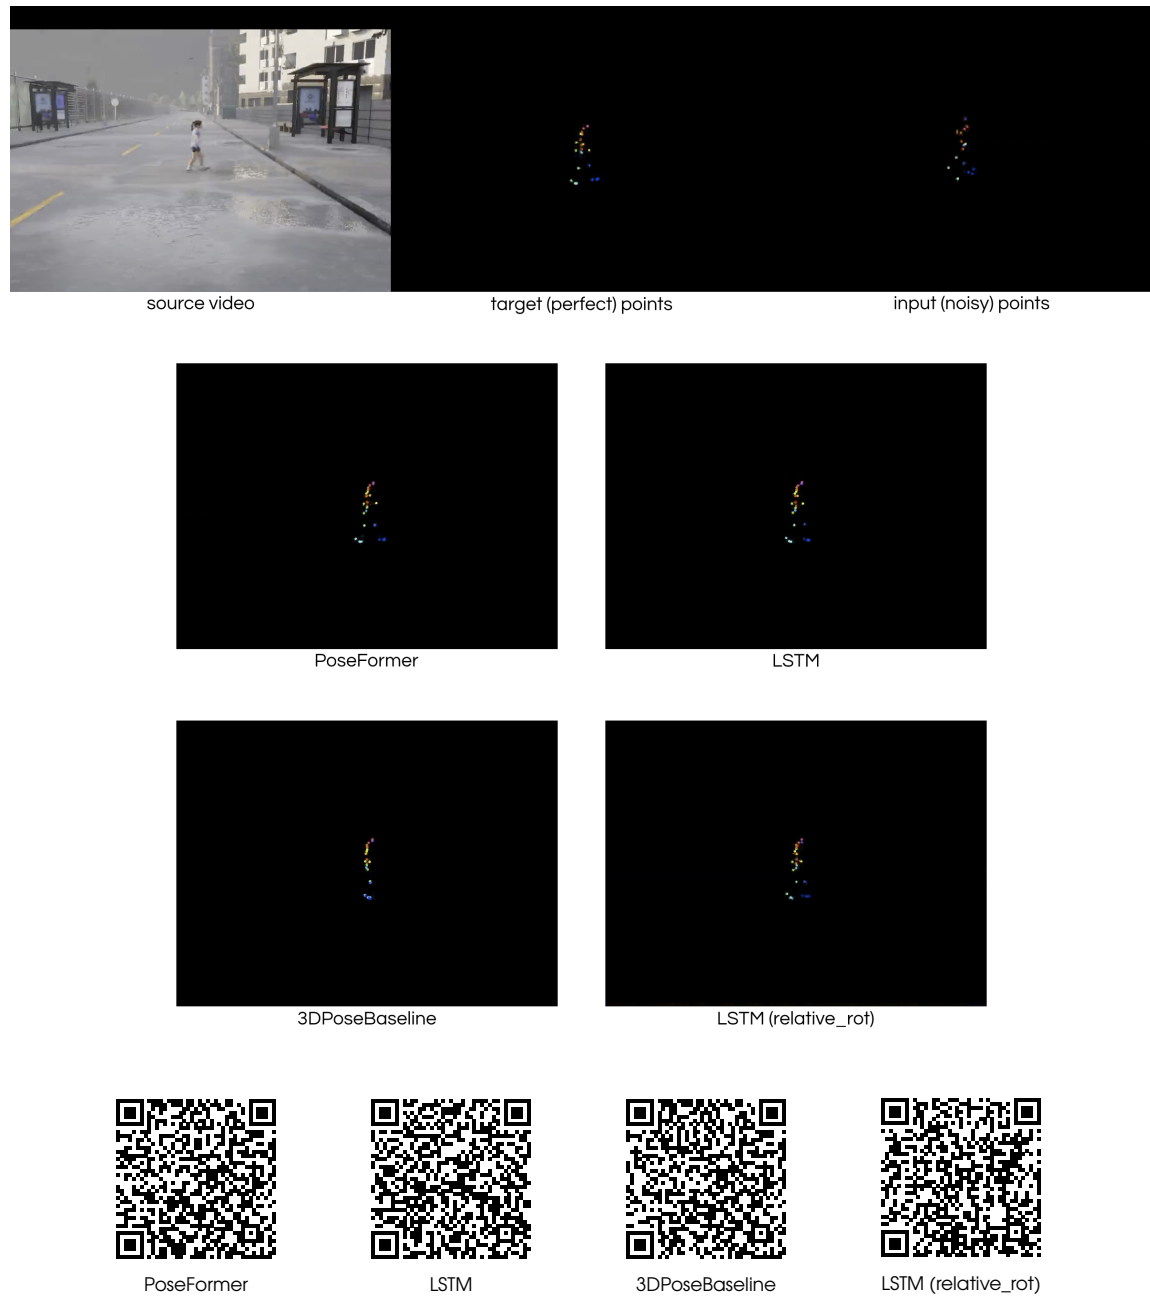 source video
target (perfect) points
input (noisy) points
PoseFormer
LSTM
3DPoseBaseline
LSTM (relative_rot)
PoseFormer
LSTM
3DPoseBaseline
LSTM (relative_rot)